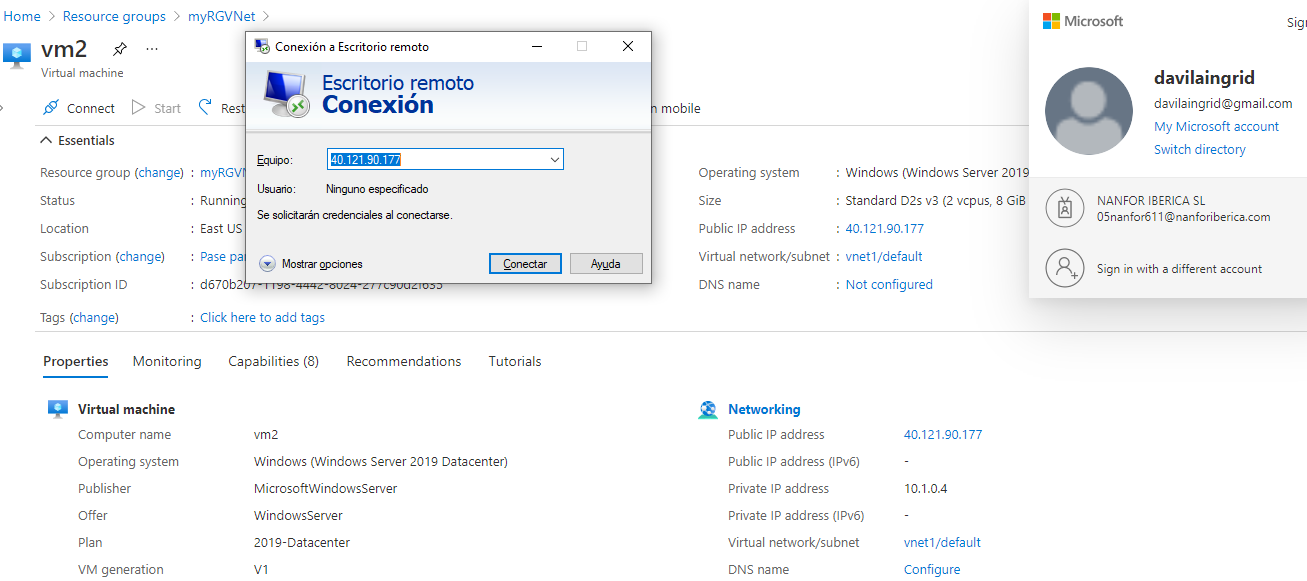 Home > Resource groups > myRGVNet >
vm2
...
Virtual machine
Connect
Start
Rest
n mobile
Conexión a Escritorio remoto
Escritorio remoto
Conexión
Equipo:
40.121.90.177
Usuario:
Ninguno especificado
Se solicitarán credenciales al conectarse.
Mostrar opciones
Conectar
Ayuda
Microsoft
Sign
davilaingrid
davilaingrid@gmail.com
My Microsoft account
Switch directory
NANFOR IBERICA SL
05nanfor611@nanforiberica.com
Sign in with a different account
Essentials
Resource group (change) : myRGVN
Status : Running
Location : East US
Subscription (change) : Pase par
Subscription ID : d670b207-1198-4442-8024-277c90d2f635
Operating system : Windows (Windows Server 2019
Size : Standard D2s v3 (2 vcpus, 8 GiB
Public IP address : 40.121.90.177
Virtual network/subnet : vnet1/default
DNS name : Not configured
Tags (change) : Click here to add tags
Properties Monitoring Capabilities (8) Recommendations Tutorials
Virtual machine
Computer name vm2
Operating system Windows (Windows Server 2019 Datacenter)
Publisher MicrosoftWindowsServer
Offer WindowsServer
Plan 2019-Datacenter
VM generation V1
Networking
Public IP address 40.121.90.177
Public IP address (IPv6) -
Private IP address 10.1.0.4
Private IP address (IPv6) -
Virtual network/subnet vnet1/default
DNS name Configure